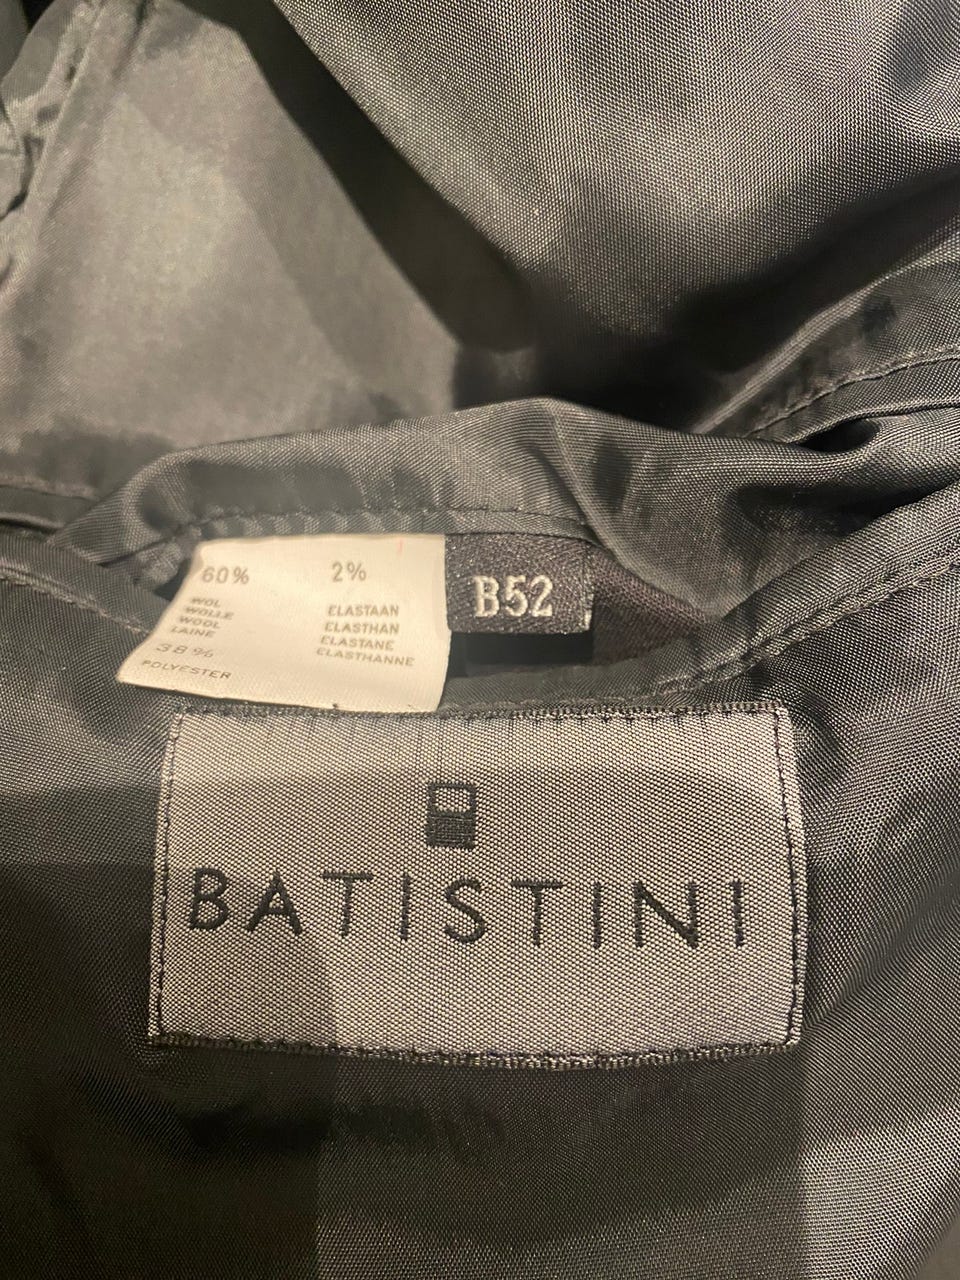 60%
WOL
WOLLE
WOOL
LAINE
38%
POLYESTER
2%
ELASTAAN
ELASTHAN
ELASTANE
ELASTHANNE
B52
BATISTINI